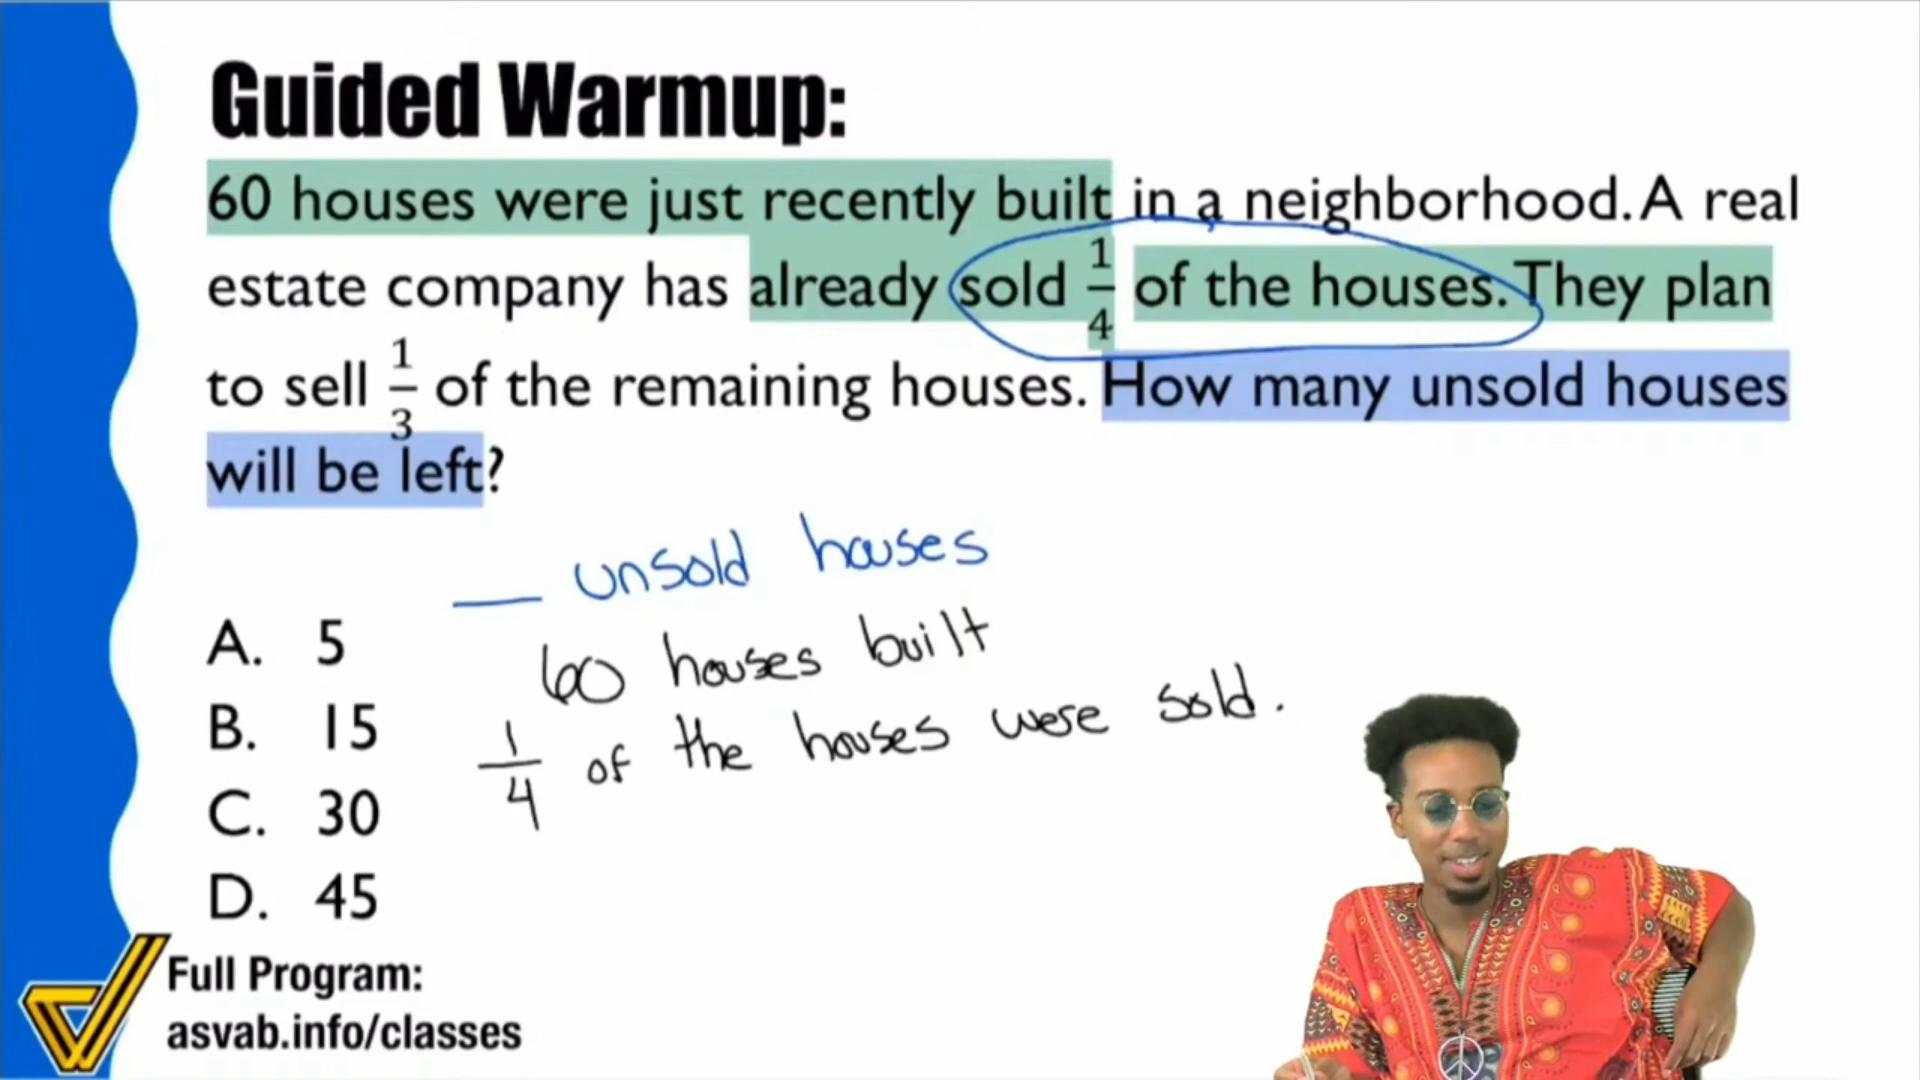 Guided Warmup:
60 houses were just recently built in a neighborhood. A real
estate company has already sold 1/4 of the houses. They plan
to sell 1/3 of the remaining houses. How many unsold houses
will be left?
__ unsold houses
60 houses built
1/4 of the houses were sold.
A. 5
B. 15
C. 30
D. 45
Full Program:
asvab.info/classes